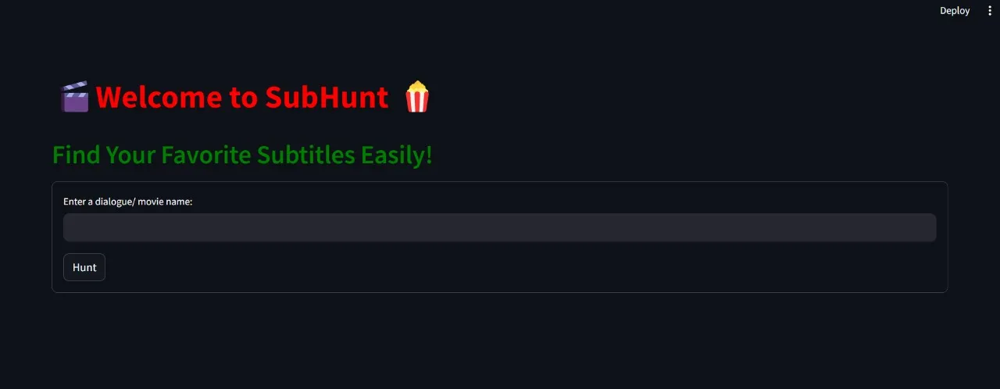 Deploy
Welcome to SubHunt
Find Your Favorite Subtitles Easily!
Enter a dialogue/ movie name:
Hunt